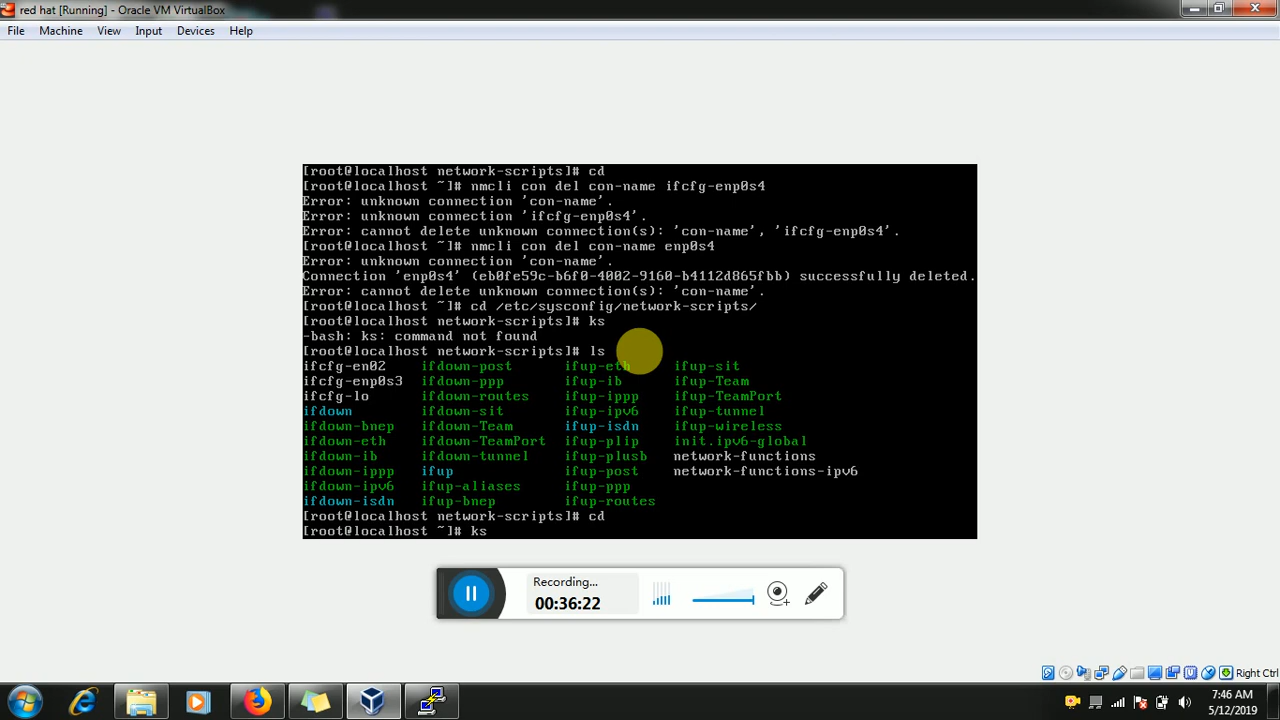 red hat [Running] - Oracle VM VirtualBox
File Machine View Input Devices Help
[root@localhost network-scripts]# cd
[root@localhost ~]# nmcli con del con-name ifcfg-enp0s4
Error: unknown connection 'con-name'.
Error: unknown connection 'ifcfg-enp0s4'.
Error: cannot delete unknown connection(s): 'con-name', 'ifcfg-enp0s4'.
[root@localhost ~]# nmcli con del con-name enp0s4
Error: unknown connection 'con-name'.
Connection 'enp0s4' (eb0fe59c-b6f0-4002-9160-b4112d865fbb) successfully deleted.
Error: cannot delete unknown connection(s): 'con-name'.
[root@localhost ~]# cd /etc/sysconfig/network-scripts/
[root@localhost network-scripts]# ks
-bash: ks: command not found
[root@localhost network-scripts]# ls
ifcfg-en02 ifdown-post ifup-eth ifup-sit
ifcfg-enp0s3 ifdown-ppp ifup-ib ifup-Team
ifcfg-lo ifdown-routes ifup-ippp ifup-TeamPort
ifdown ifdown-sit ifup-ipv6 ifup-tunnel
ifdown-bnep ifdown-Team ifup-isdn ifup-wireless
ifdown-eth ifdown-TeamPort ifup-plip init.ipv6-global
ifdown-ib ifdown-tunnel ifup-plusb network-functions
ifdown-ippp ifup ifup-post network-functions-ipv6
ifdown-ipv6 ifup-aliases ifup-ppp
ifdown-isdn ifup-bnep ifup-routes
[root@localhost network-scripts]# cd
[root@localhost ~]# ks
Recording...
00:36:22
Right Ctrl
7:46 AM
5/12/2019